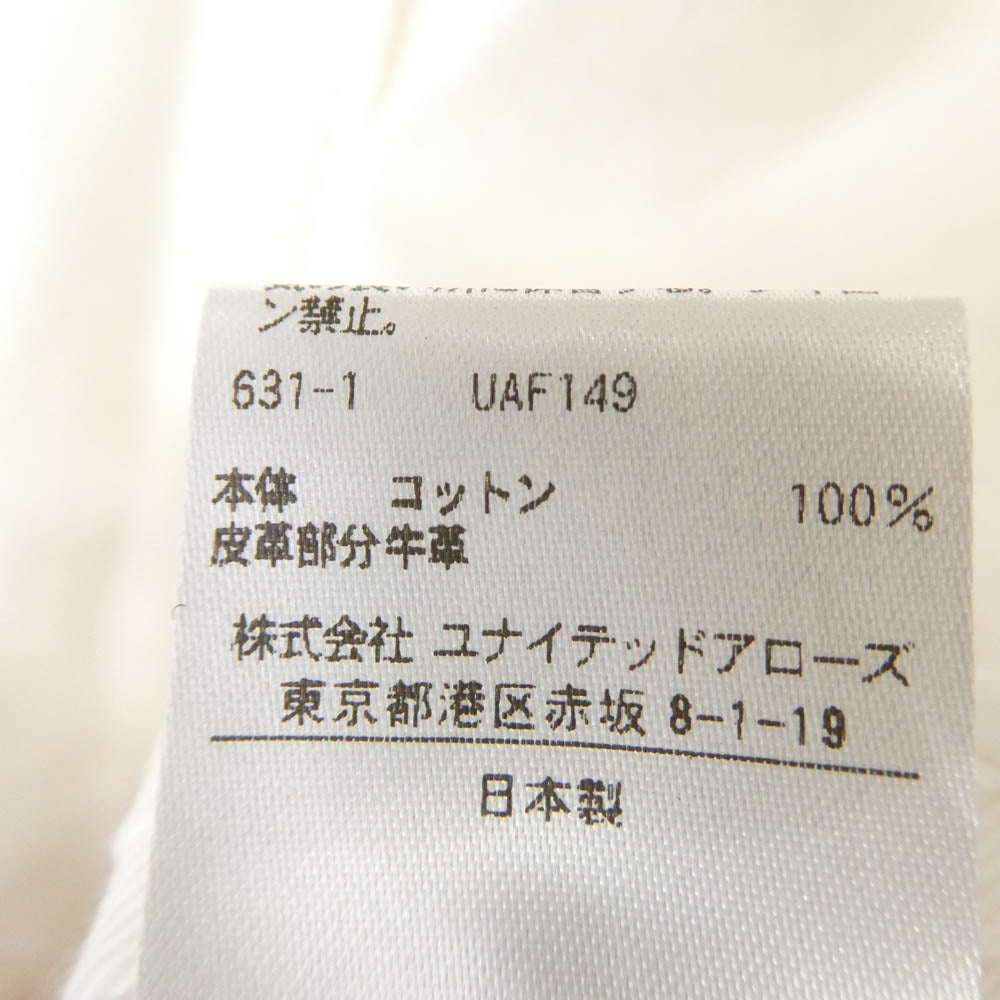 ン禁止。
631-1 UAF149
本体 コットン 100%
皮革部分牛革
株式会社 ユナイテッドアローズ
東京都港区赤坂 8-1-19
日本製